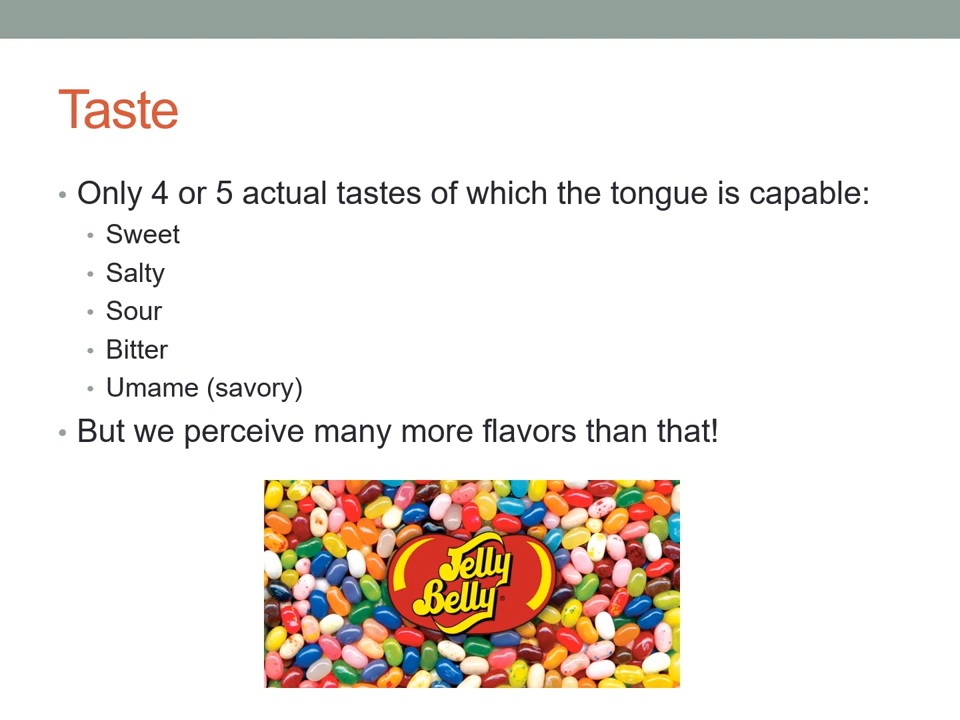 Taste
• Only 4 or 5 actual tastes of which the tongue is capable:
• Sweet
• Salty
• Sour
• Bitter
• Umame (savory)
• But we perceive many more flavors than that!
Jelly
Belly